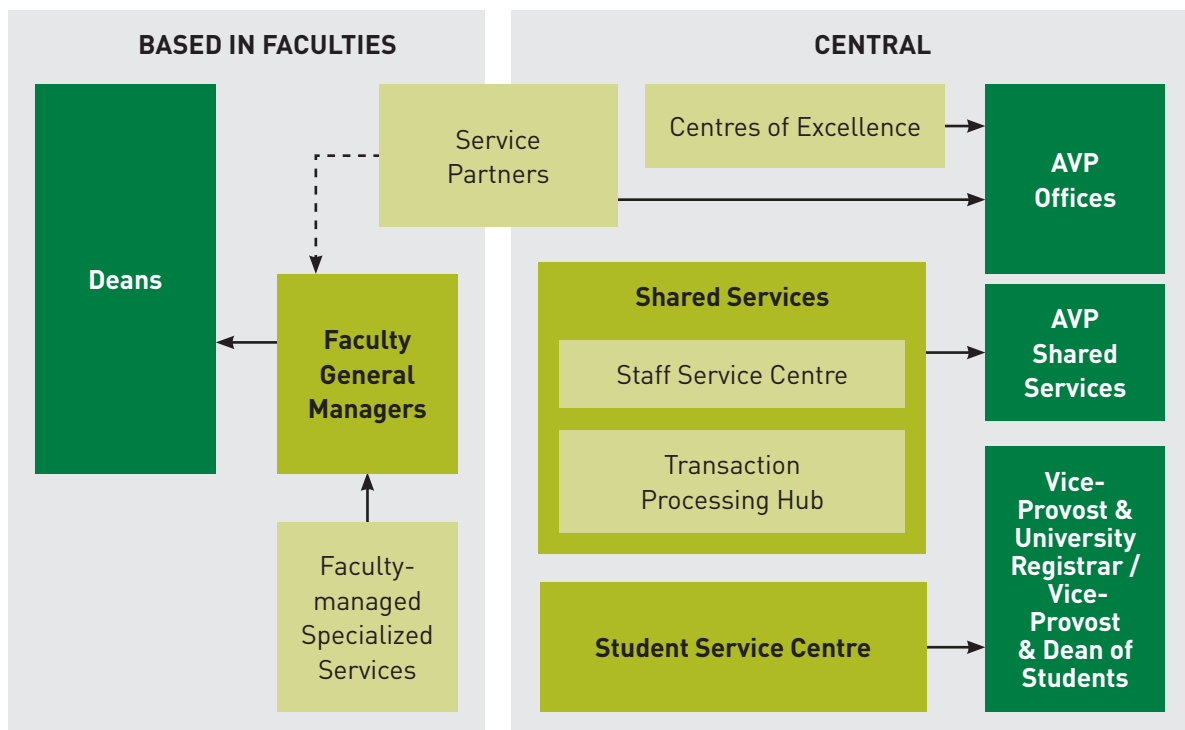 BASED IN FACULTIES
Deans
Service
Partners
Faculty
General
Managers
Faculty-
managed
Specialized
Services
CENTRAL
Centres of Excellence
AVP
Offices
Shared Services
Staff Service Centre
Transaction
Processing Hub
AVP
Shared
Services
Student Service Centre
Vice-
Provost &
University
Registrar /
Vice-
Provost
& Dean of
Students